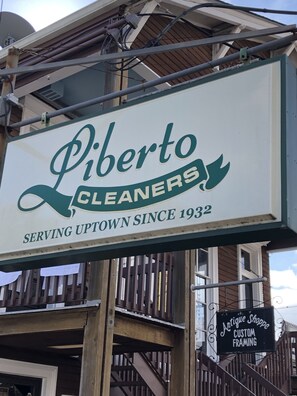 Liberto
CLEANERS
SERVING UPTOWN SINCE 1932
Antique Shoppe
CUSTOM
FRAMING